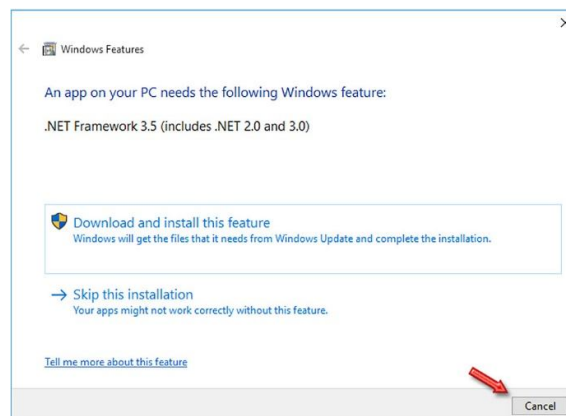 Windows Features
An app on your PC needs the following Windows feature:
.NET Framework 3.5 (includes .NET 2.0 and 3.0)
Download and install this feature
Windows will get the files that it needs from Windows Update and complete the installation.
Skip this installation
Your apps might not work correctly without this feature.
Tell me more about this feature
Cancel